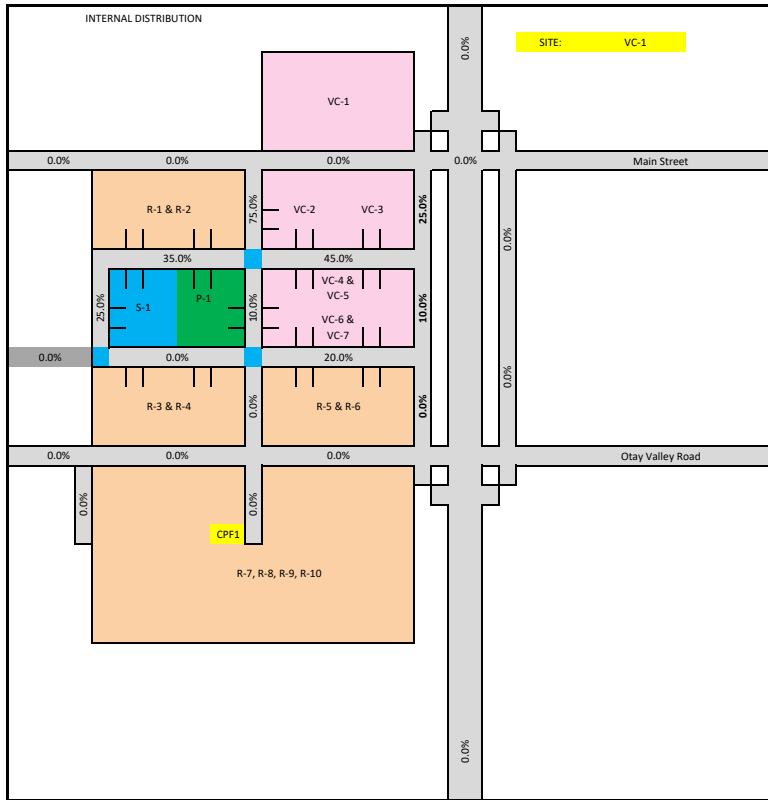 INTERNAL DISTRIBUTION
0.0%
SITE: VC-1
VC-1
0.0% 0.0% 0.0% 0.0% Main Street
R-1 & R-2
75.0%
VC-2 VC-3
25.0%
0.0%
35.0% 45.0%
25.0%
S-1
P-1
10.0%
VC-4 &
VC-5
VC-6 &
VC-7
10.0%
0.0% 0.0% 20.0%
R-3 & R-4
0.0%
R-5 & R-6
0.0%
0.0%
0.0% 0.0% 0.0% Otay Valley Road
0.0%
0.0%
CPF1
R-7, R-8, R-9, R-10
0.0%